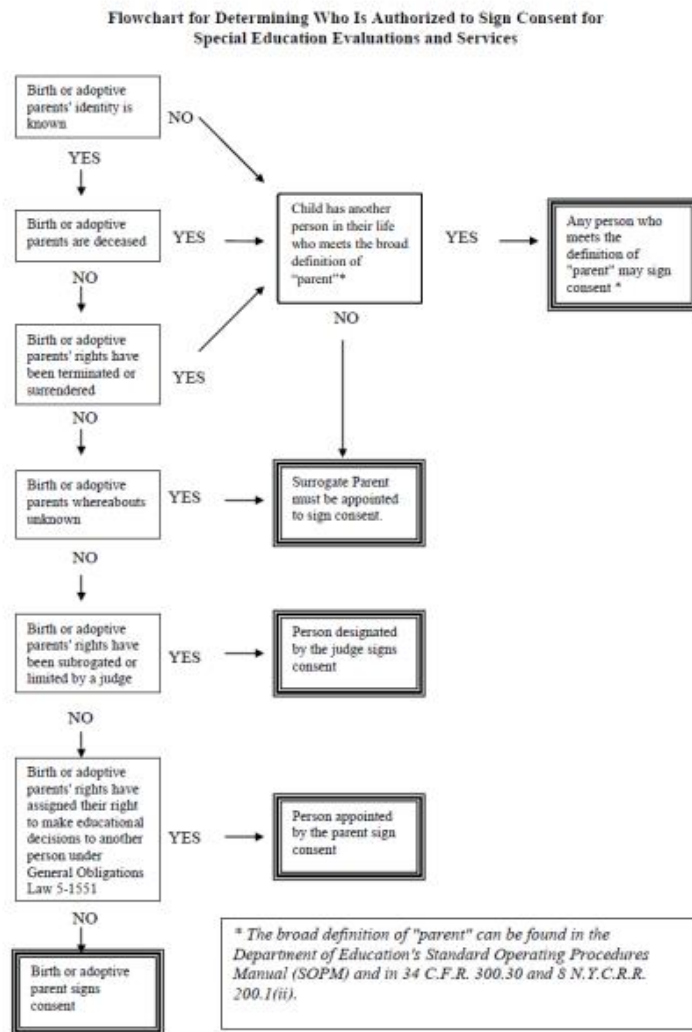 Flowchart for Determining Who Is Authorized to Sign Consent for
Special Education Evaluations and Services
Birth or adoptive
parents' identity is
known
NO
YES
Birth or adoptive
parents are deceased
YES
Child has another
person in their life
who meets the broad
definition of
"parent"*
YES
Any person who
meets the
definition of
"parent" may sign
consent *
NO
NO
Birth or adoptive
parents' rights have
been terminated or
surrendered
YES
NO
Birth or adoptive
parents whereabouts
unknown
YES
Surrogate Parent
must be appointed
to sign consent.
NO
Birth or adoptive
parents' rights have
been subrogated or
limited by a judge
YES
Person designated
by the judge signs
consent
NO
Birth or adoptive
parents' rights have
assigned their right
to make educational
decisions to another
person under
General Obligations
Law 5-1551
YES
Person appointed
by the parent sign
consent
NO
Birth or adoptive
parent signs
consent
* The broad definition of "parent" can be found in the
Department of Education's Standard Operating Procedures
Manual (SOPM) and in 34 C.F.R. 300.30 and 8 N.Y.C.R.R.
200.1(ii).